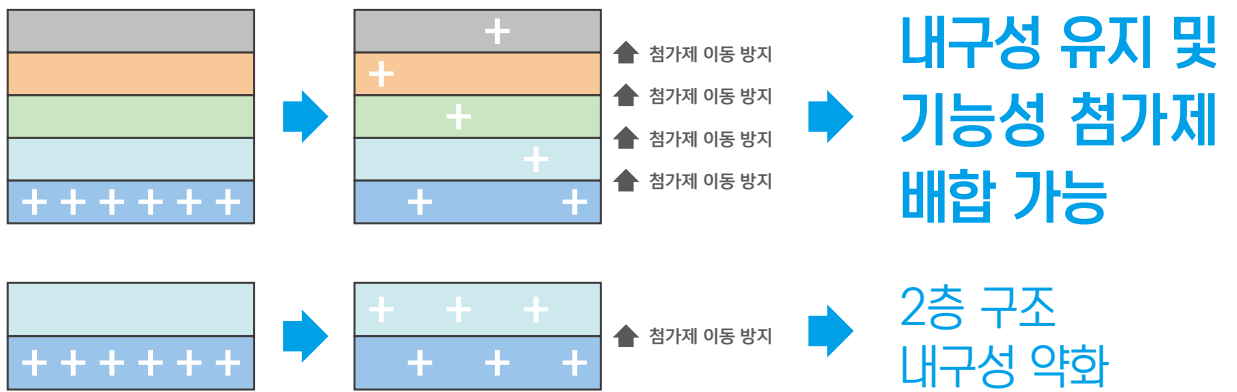 첨가제 이동 방지
첨가제 이동 방지
첨가제 이동 방지
첨가제 이동 방지
내구성 유지 및
기능성 첨가제
배합 가능
첨가제 이동 방지
2층 구조
내구성 약화